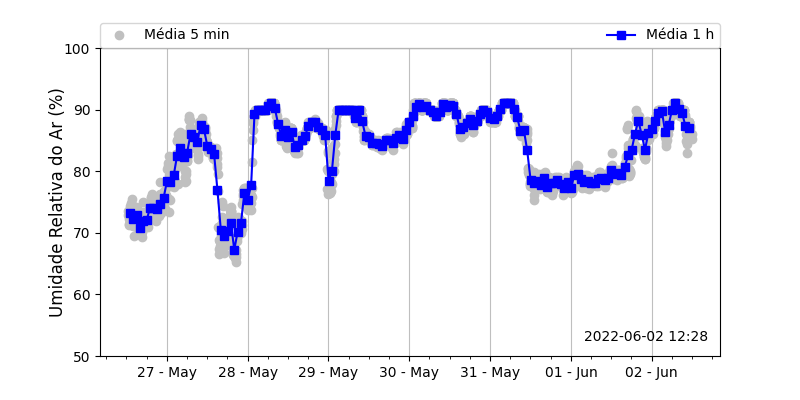 Média 5 min
Média 1 h
Umidade Relativa do Ar (%)
100
90
80
70
60
50
2022-06-02 12:28
27 - May
28 - May
29 - May
30 - May
31 - May
01 - Jun
02 - Jun